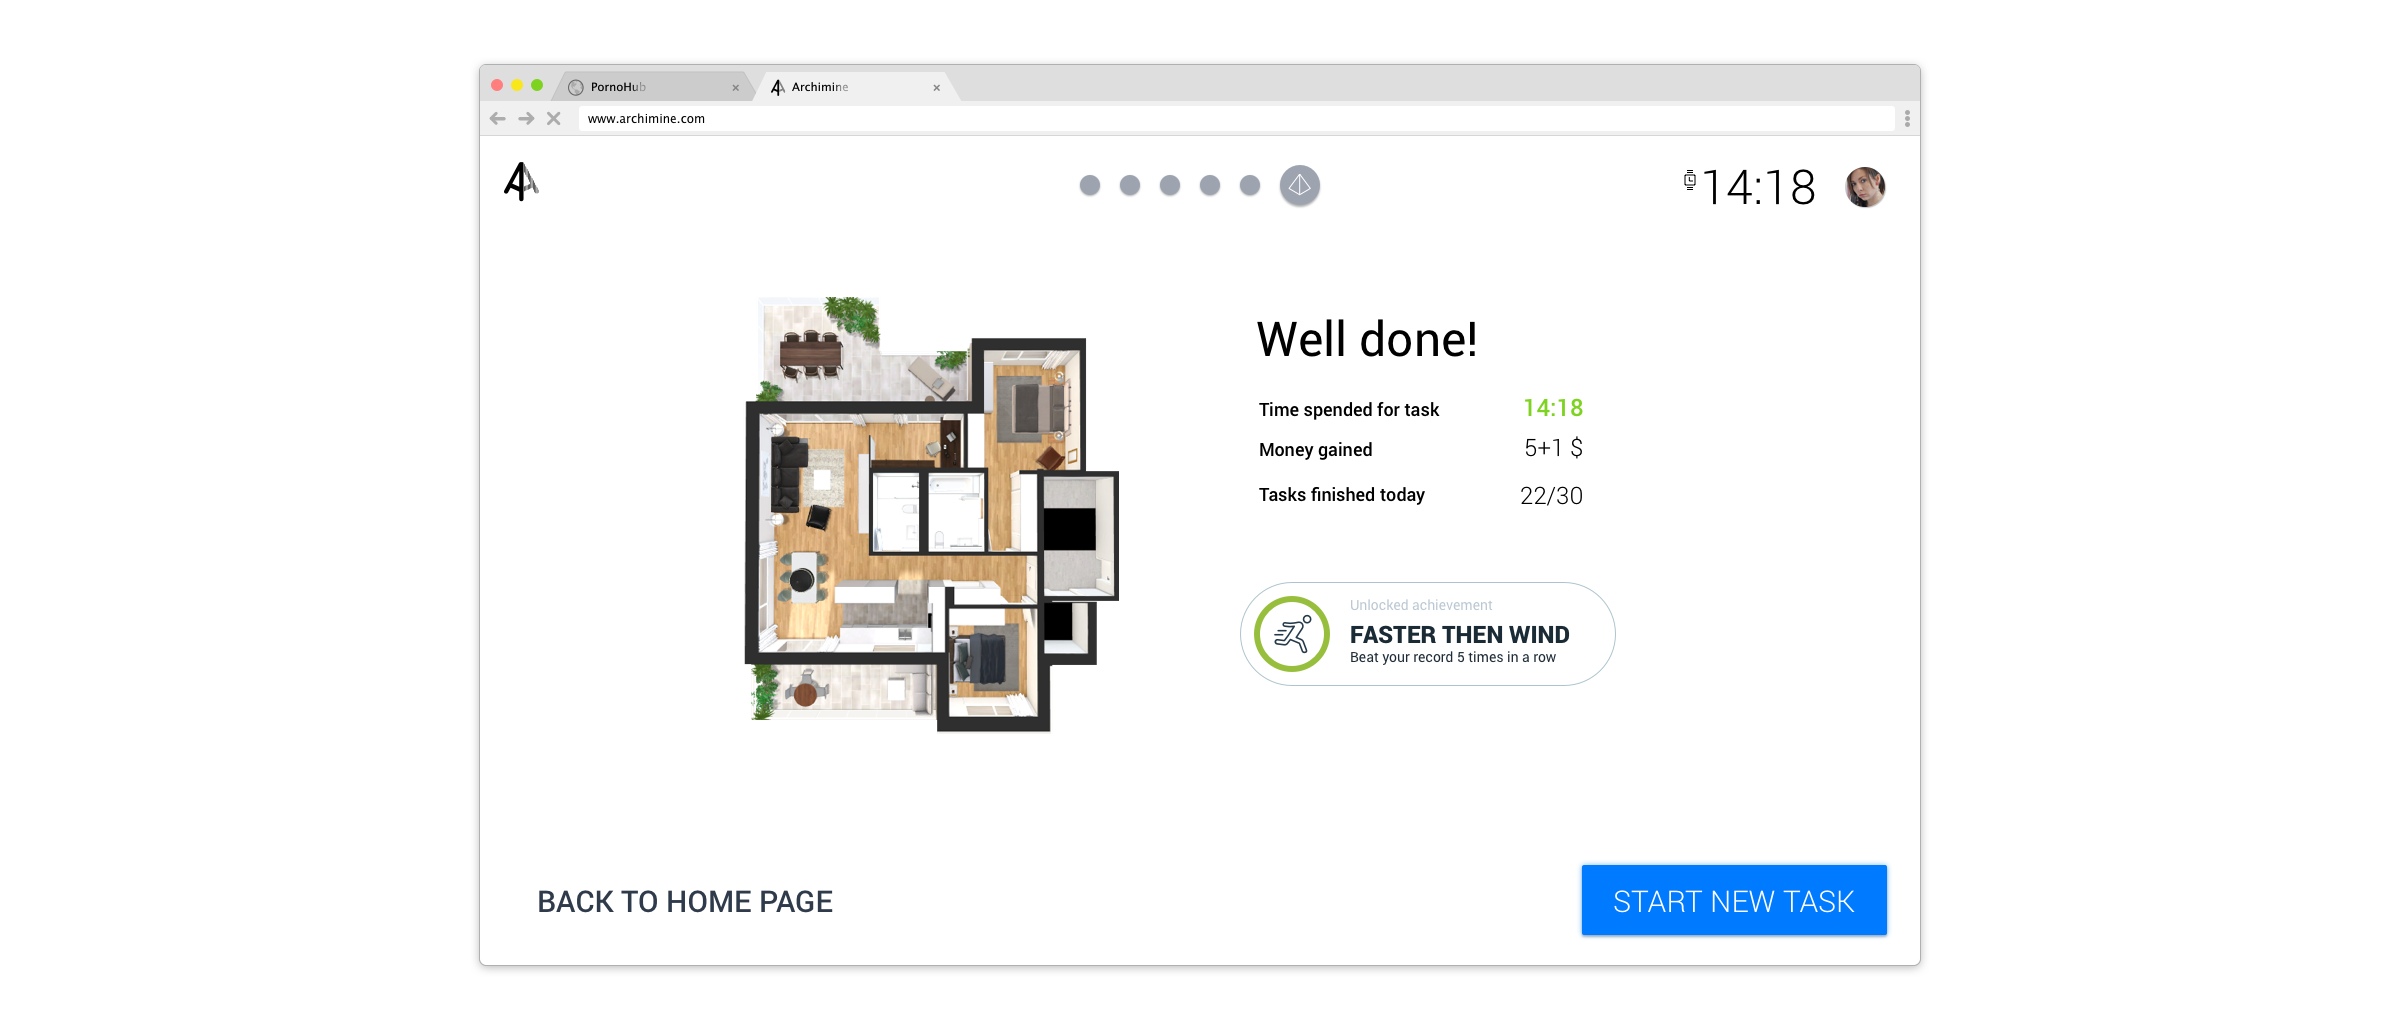 PornoHub
Archimine
www.archimine.com
14:18
Well done!
Time spended for task 14:18
Money gained 5+1 $
Tasks finished today 22/30
Unlocked achievement
FASTER THEN WIND
Beat your record 5 times in a row
BACK TO HOME PAGE
START NEW TASK